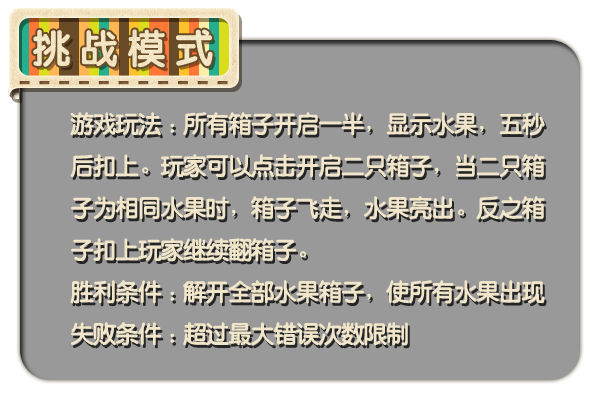 挑战模式
游戏玩法：所有箱子开启一半，显示水果，五秒
后扣上。玩家可以点击开启二只箱子，当二只箱
子为相同水果时，箱子飞走，水果亮出。反之箱
子扣上玩家继续翻箱子。
胜利条件：解开全部水果箱子，使所有水果出现
失败条件：超过最大错误次数限制